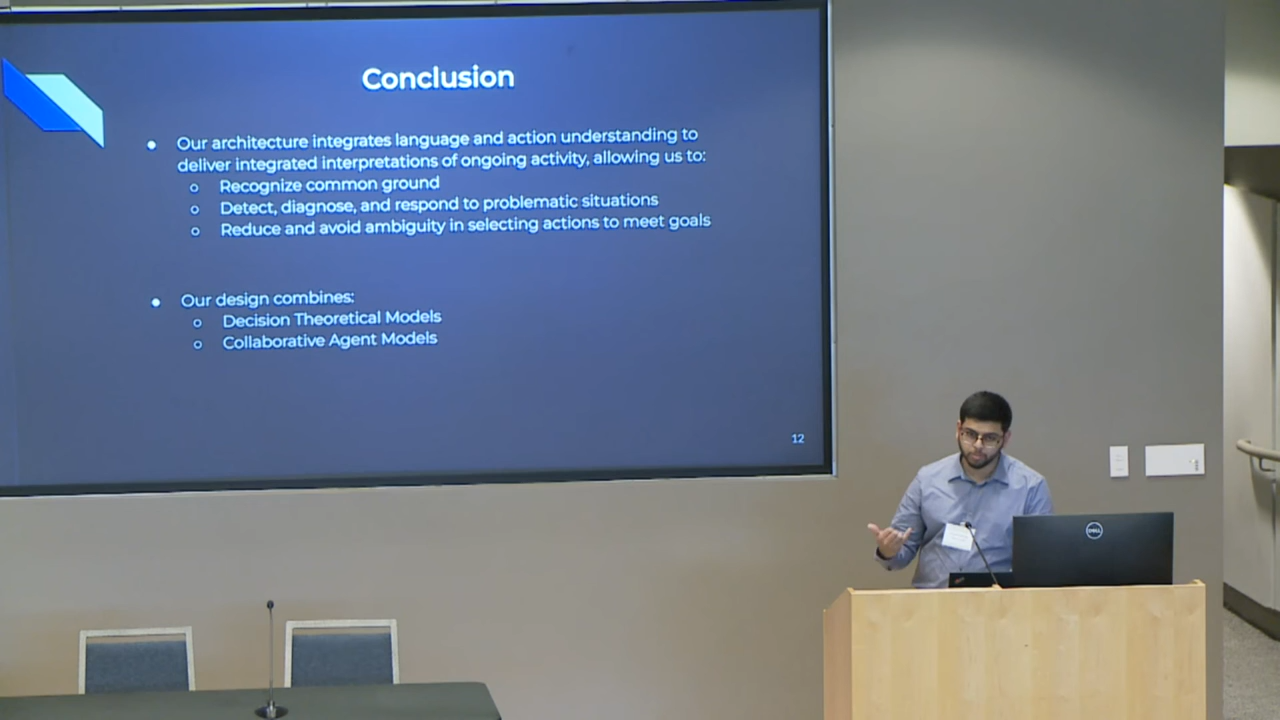 Conclusion
● Our architecture integrates language and action understanding to
deliver integrated interpretations of ongoing activity, allowing us to:
○ Recognize common ground
○ Detect, diagnose, and respond to problematic situations
○ Reduce and avoid ambiguity in selecting actions to meet goals
● Our design combines:
○ Decision Theoretical Models
○ Collaborative Agent Models
12
DELL